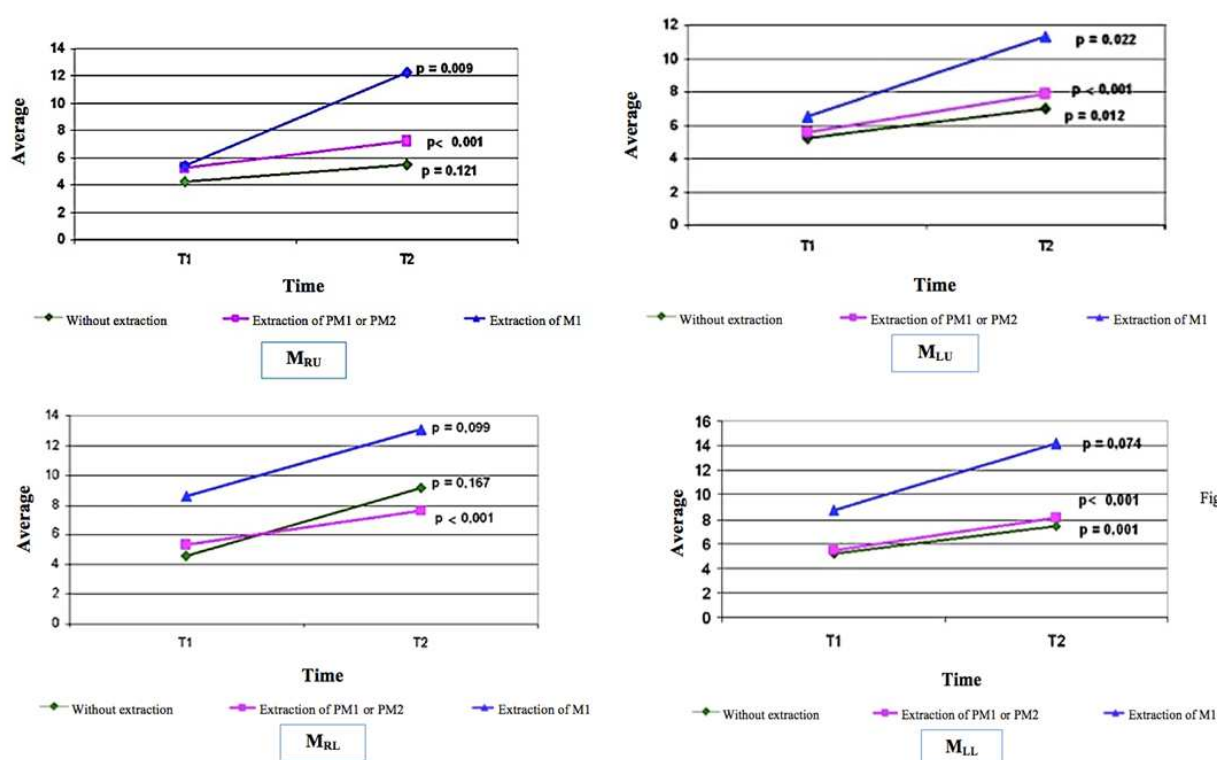 14
12
10
8
6
4
2
0
Average
p = 0.009
p< 0.001
p = 0.121
T1
T2
Time
Without extraction
Extraction of PM1 or PM2
Extraction of M1
MRU
12
10
8
6
4
2
0
Average
p = 0.022
p < 0.001
p = 0.012
T1
T2
Time
Without extraction
Extraction of PM1 or PM2
Extraction of M1
MLU
14
12
10
8
6
4
2
0
Average
p = 0.099
p = 0.167
p < 0.001
T1
T2
Time
Without extraction
Extraction of PM1 or PM2
Extraction of M1
MRL
16
14
12
10
8
6
4
2
0
Average
p = 0.074
p< 0.001
p = 0.001
T1
T2
Time
Without extraction
Extraction of PM1 or PM2
Extraction of M1
MLL
Fig